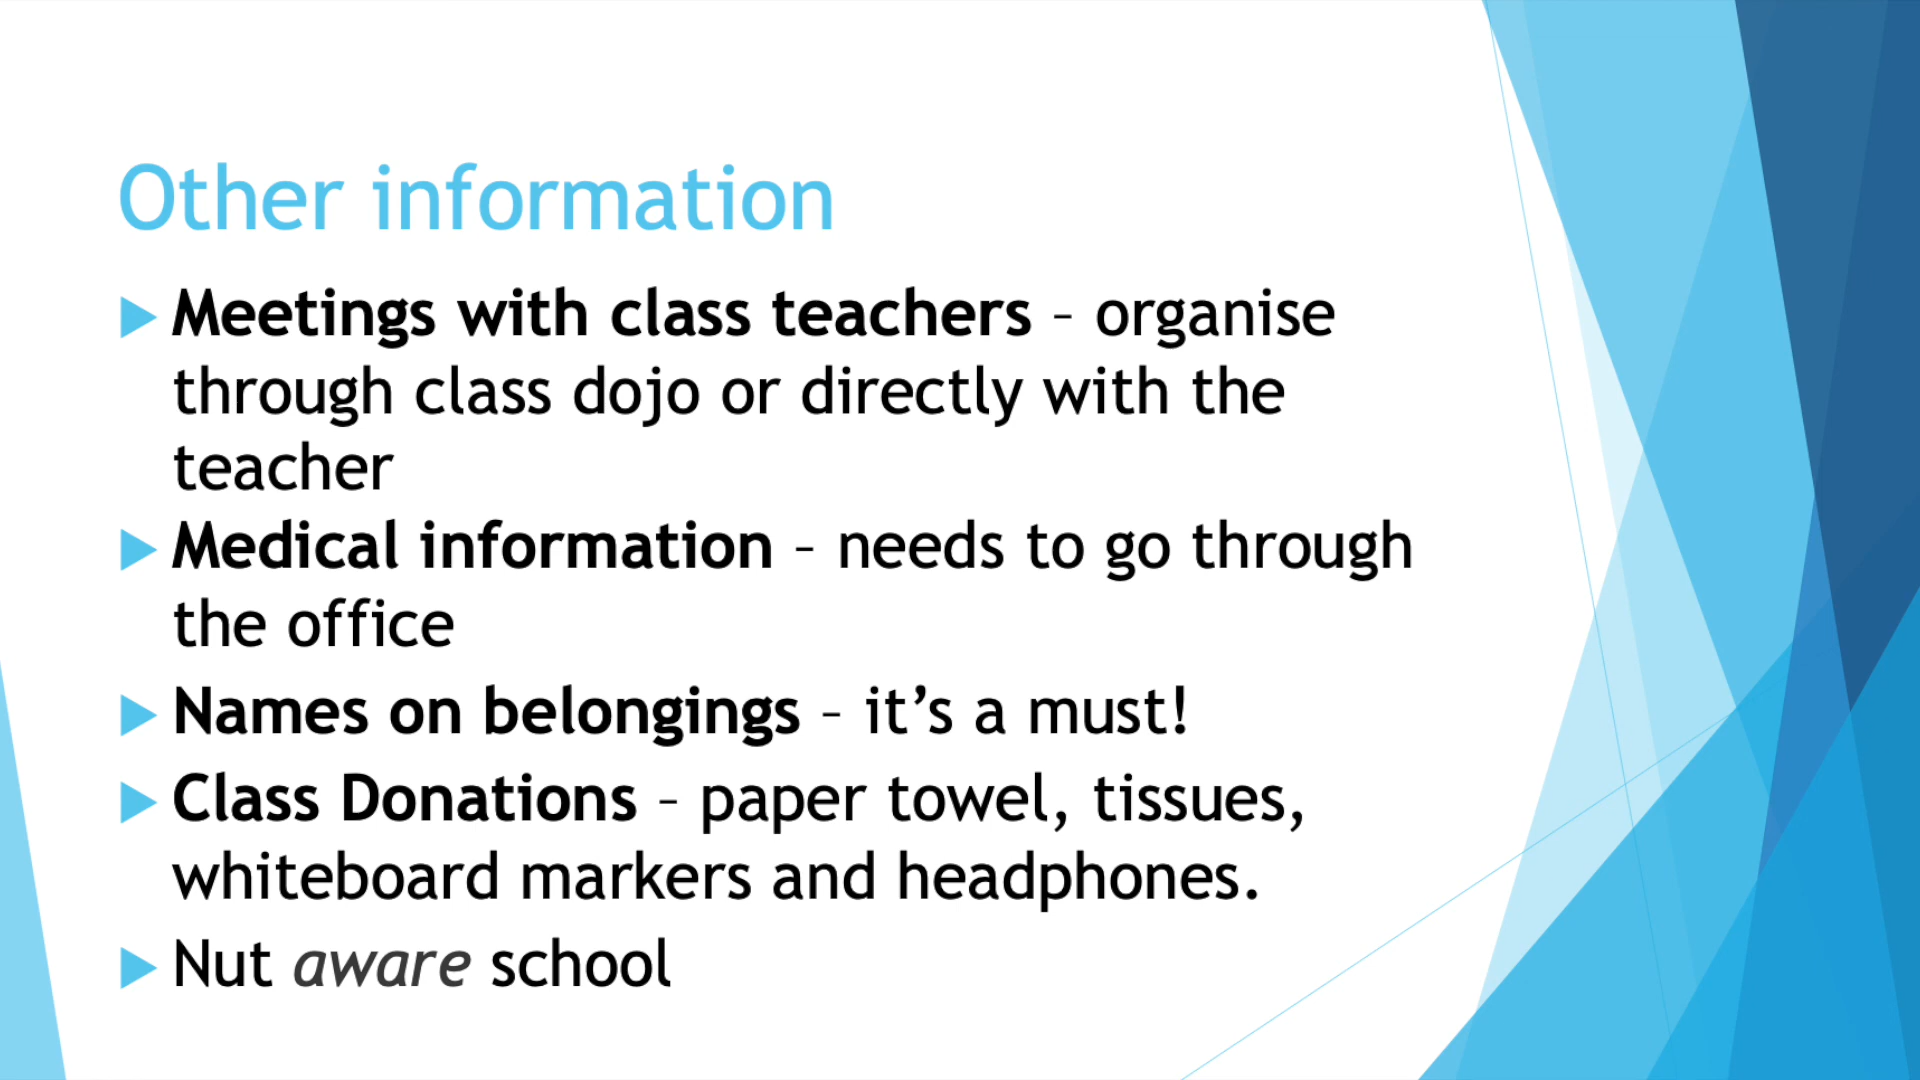 Other information
Meetings with class teachers – organise
through class dojo or directly with the
teacher
Medical information – needs to go through
the office
Names on belongings – it’s a must!
Class Donations – paper towel, tissues,
whiteboard markers and headphones.
Nut aware school